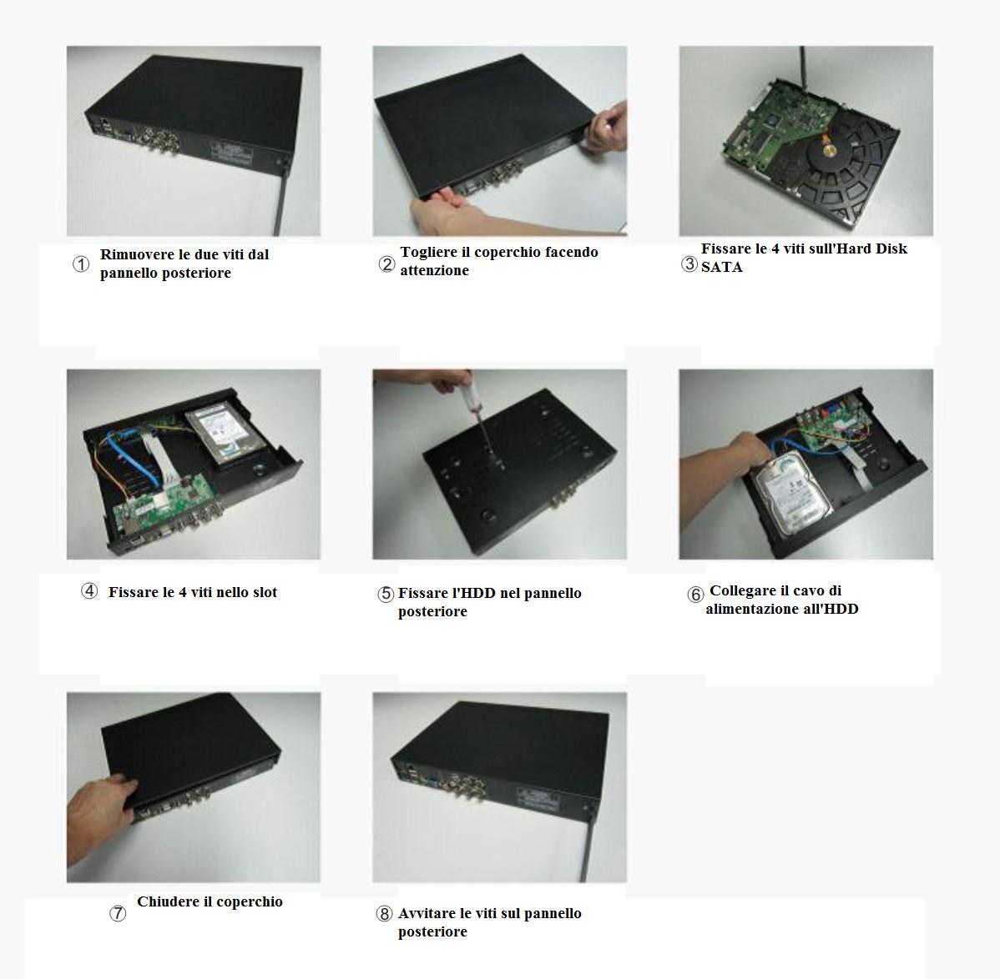 ① Rimuovere le due viti dal
pannello posteriore
② Togliere il coperchio facendo
attenzione
③ Fissare le 4 viti sull'Hard Disk
SATA
④ Fissare le 4 viti nello slot
⑤ Fissare l'HDD nel pannello
posteriore
⑥ Collegare il cavo di
alimentazione all'HDD
⑦ Chiudere il coperchio
⑧ Avvitare le viti sul pannello
posteriore